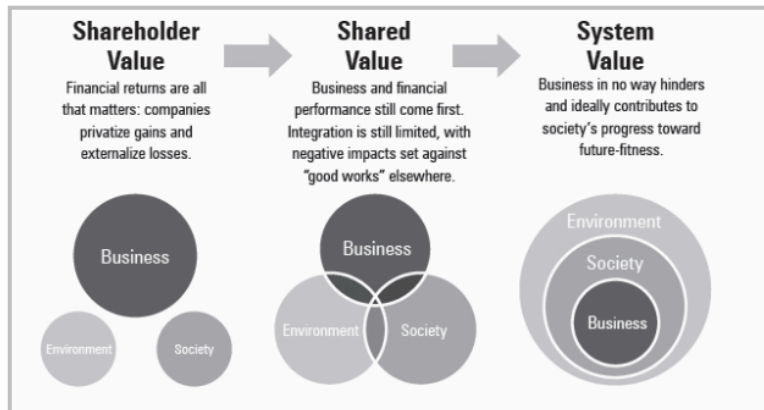 Shareholder
Value
Financial returns are all
that matters: companies
privatize gains and
externalize losses.
Shared
Value
Business and financial
performance still come first.
Integration is still limited, with
negative impacts set against
“good works” elsewhere.
System
Value
Business in no way hinders
and ideally contributes to
society’s progress toward
future-fitness.
Business
Environment
Society
Business
Environment
Society
Environment
Society
Business